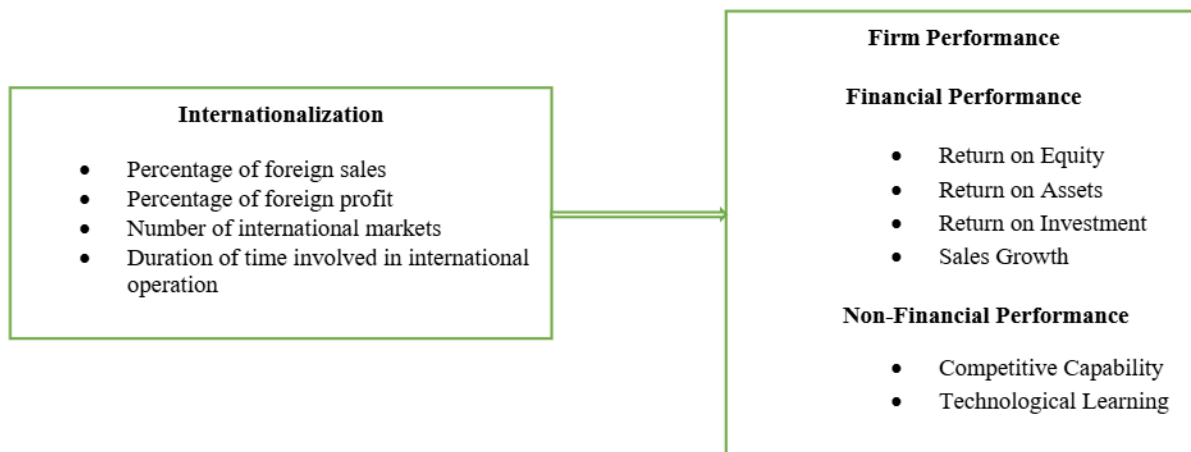 Internationalization
• Percentage of foreign sales
• Percentage of foreign profit
• Number of international markets
• Duration of time involved in international
operation
Firm Performance
Financial Performance
• Return on Equity
• Return on Assets
• Return on Investment
• Sales Growth
Non-Financial Performance
• Competitive Capability
• Technological Learning